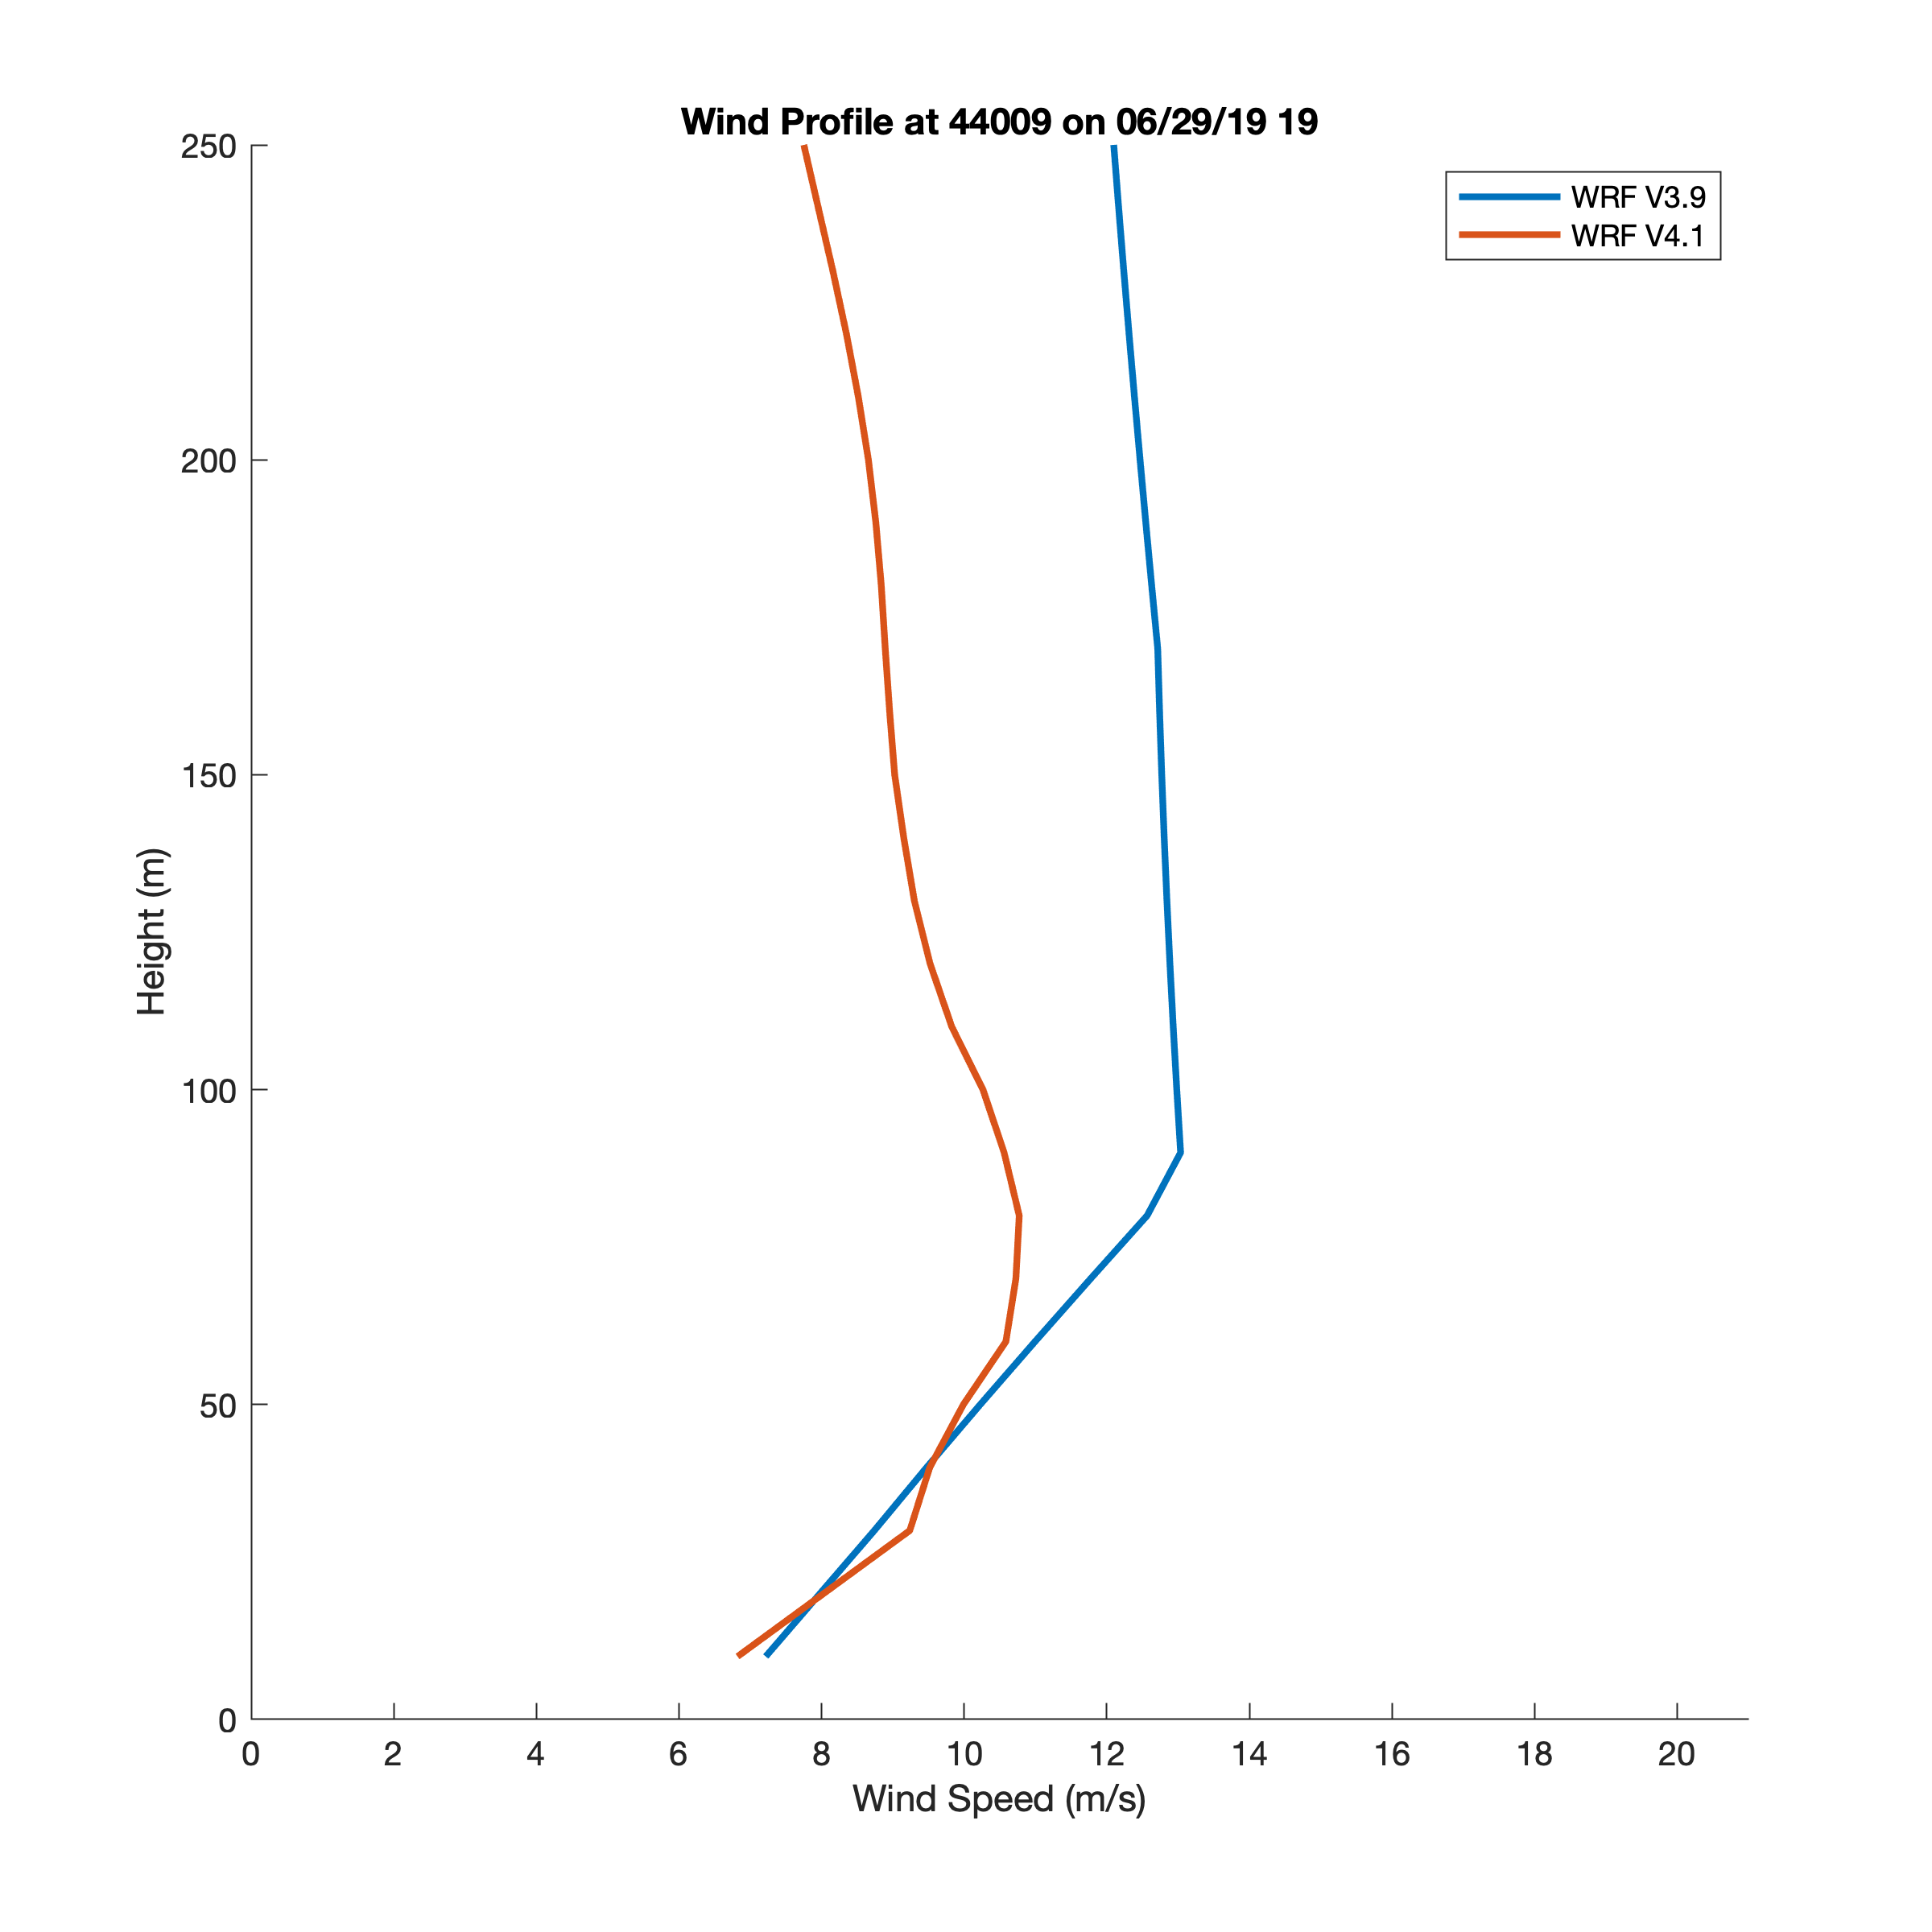 Wind Profile at 44009 on 06/29/19 19
WRF V3.9
WRF V4.1
250
200
150
100
50
0
Height (m)
0 2 4 6 8 10 12 14 16 18 20
Wind Speed (m/s)